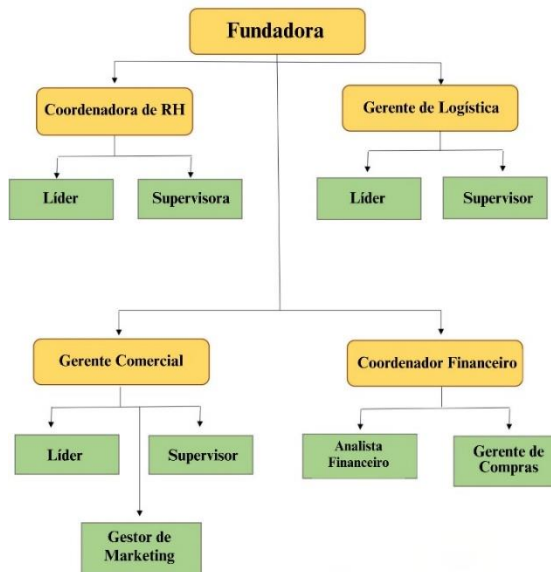 Fundadora
Coordenadora de RH
Gerente de Logística
Líder
Supervisora
Líder
Supervisor
Gerente Comercial
Coordenador Financeiro
Líder
Supervisor
Analista
Financeiro
Gerente de
Compras
Gestor de
Marketing